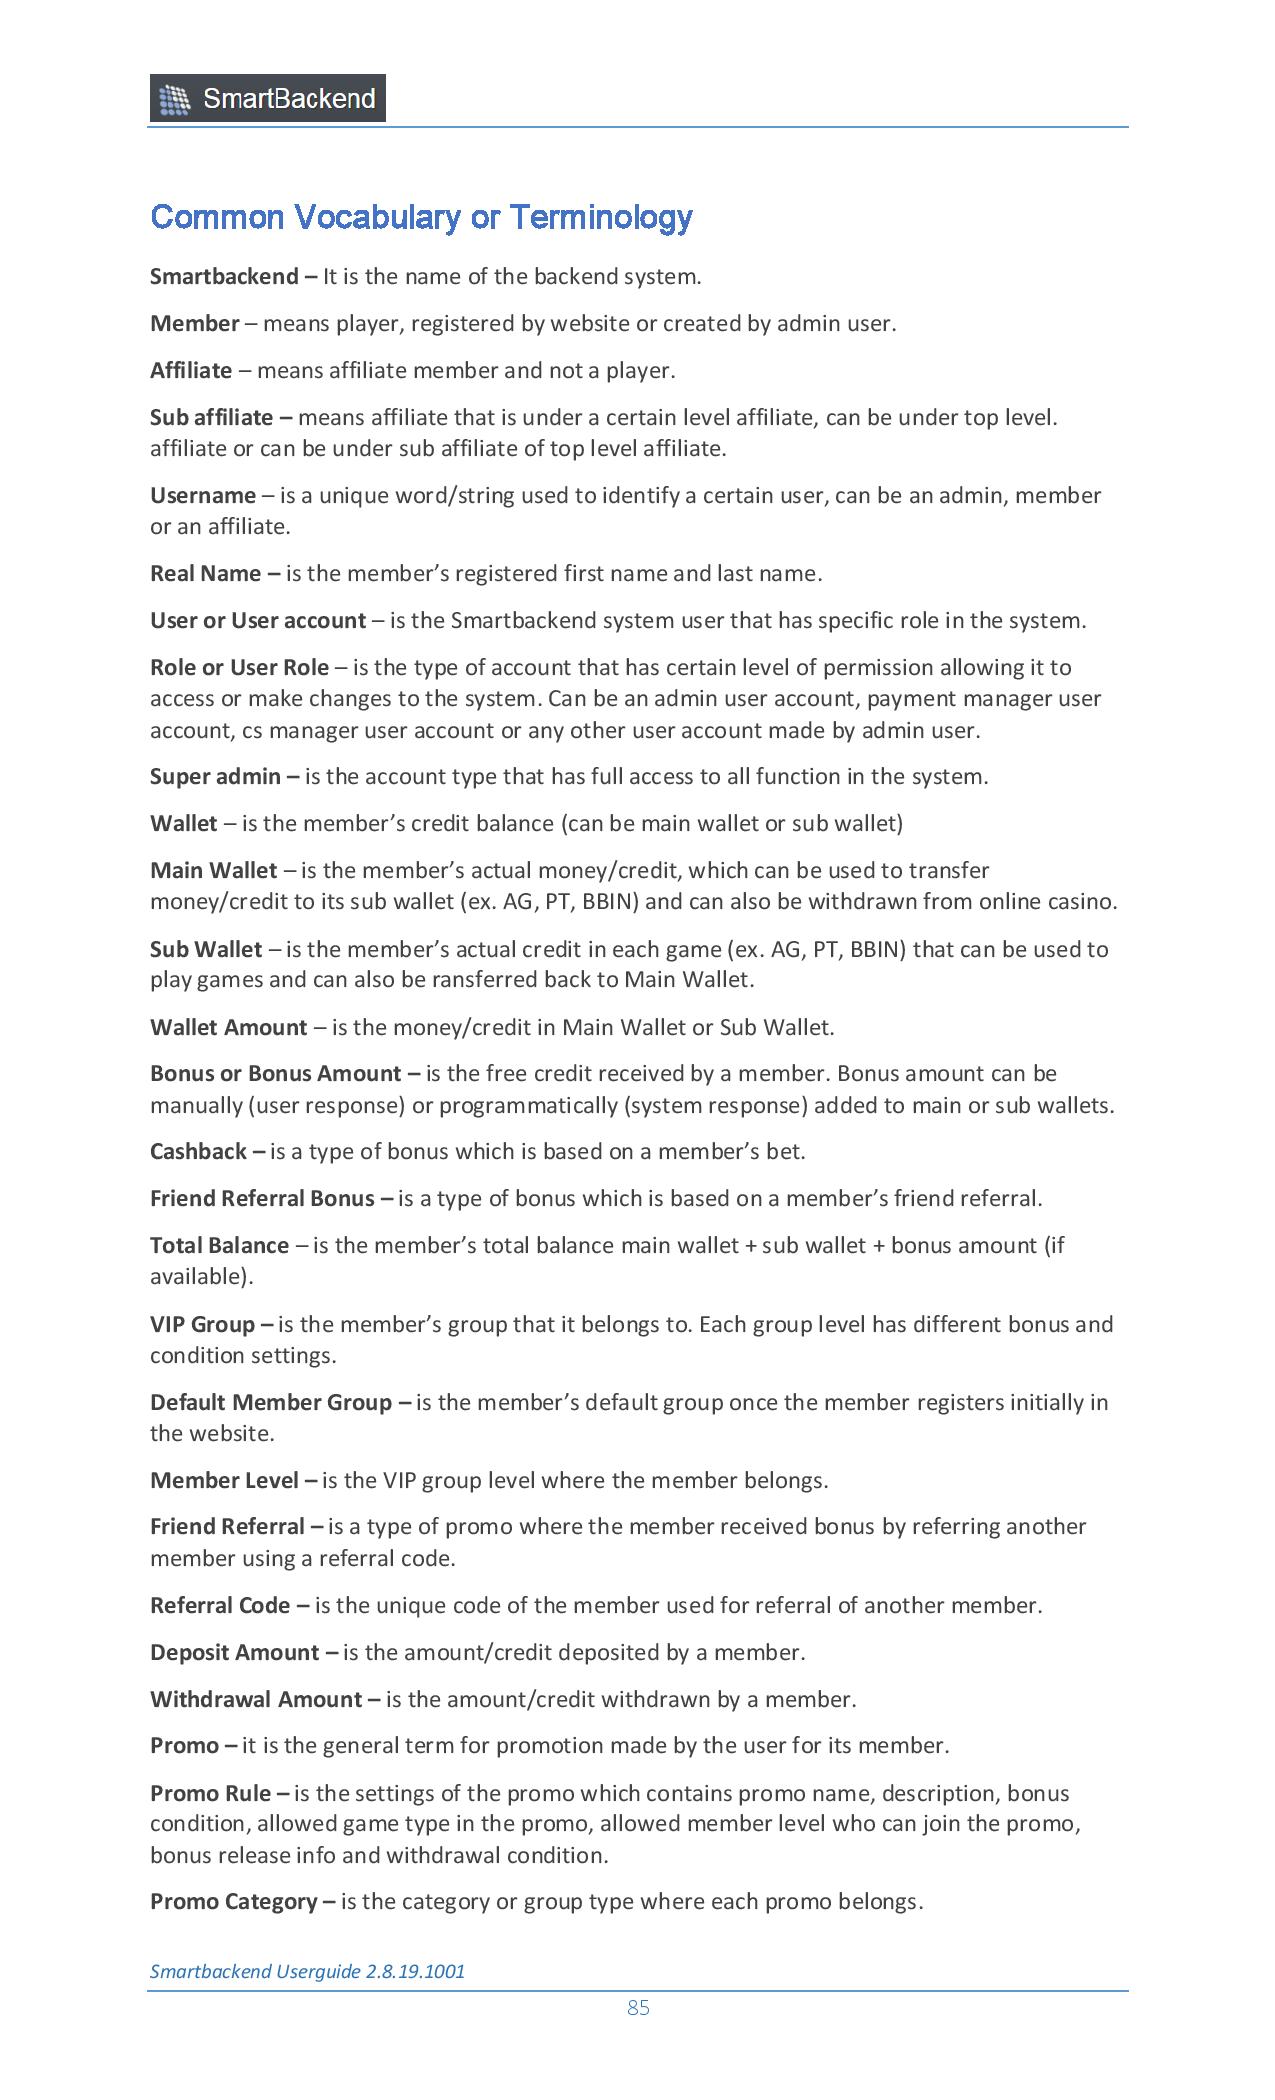 SmartBackend
Common Vocabulary or Terminology
Smartbackend – It is the name of the backend system.
Member – means player, registered by website or created by admin user.
Affiliate – means affiliate member and not a player.
Sub affiliate – means affiliate that is under a certain level affiliate, can be under top level.
affiliate or can be under sub affiliate of top level affiliate.
Username – is a unique word/string used to identify a certain user, can be an admin, member
or an affiliate.
Real Name – is the member’s registered first name and last name.
User or User account – is the Smartbackend system user that has specific role in the system.
Role or User Role – is the type of account that has certain level of permission allowing it to
access or make changes to the system. Can be an admin user account, payment manager user
account, cs manager user account or any other user account made by admin user.
Super admin – is the account type that has full access to all function in the system.
Wallet – is the member’s credit balance (can be main wallet or sub wallet)
Main Wallet – is the member’s actual money/credit, which can be used to transfer
money/credit to its sub wallet (ex. AG, PT, BBIN) and can also be withdrawn from online casino.
Sub Wallet – is the member’s actual credit in each game (ex. AG, PT, BBIN) that can be used to
play games and can also be ransferred back to Main Wallet.
Wallet Amount – is the money/credit in Main Wallet or Sub Wallet.
Bonus or Bonus Amount – is the free credit received by a member. Bonus amount can be
manually (user response) or programmatically (system response) added to main or sub wallets.
Cashback – is a type of bonus which is based on a member’s bet.
Friend Referral Bonus – is a type of bonus which is based on a member’s friend referral.
Total Balance – is the member’s total balance main wallet + sub wallet + bonus amount (if
available).
VIP Group – is the member’s group that it belongs to. Each group level has different bonus and
condition settings.
Default Member Group – is the member’s default group once the member registers initially in
the website.
Member Level – is the VIP group level where the member belongs.
Friend Referral – is a type of promo where the member received bonus by referring another
member using a referral code.
Referral Code – is the unique code of the member used for referral of another member.
Deposit Amount – is the amount/credit deposited by a member.
Withdrawal Amount – is the amount/credit withdrawn by a member.
Promo – it is the general term for promotion made by the user for its member.
Promo Rule – is the settings of the promo which contains promo name, description, bonus
condition, allowed game type in the promo, allowed member level who can join the promo,
bonus release info and withdrawal condition.
Promo Category – is the category or group type where each promo belongs.
Smartbackend Userguide 2.8.19.1001
85